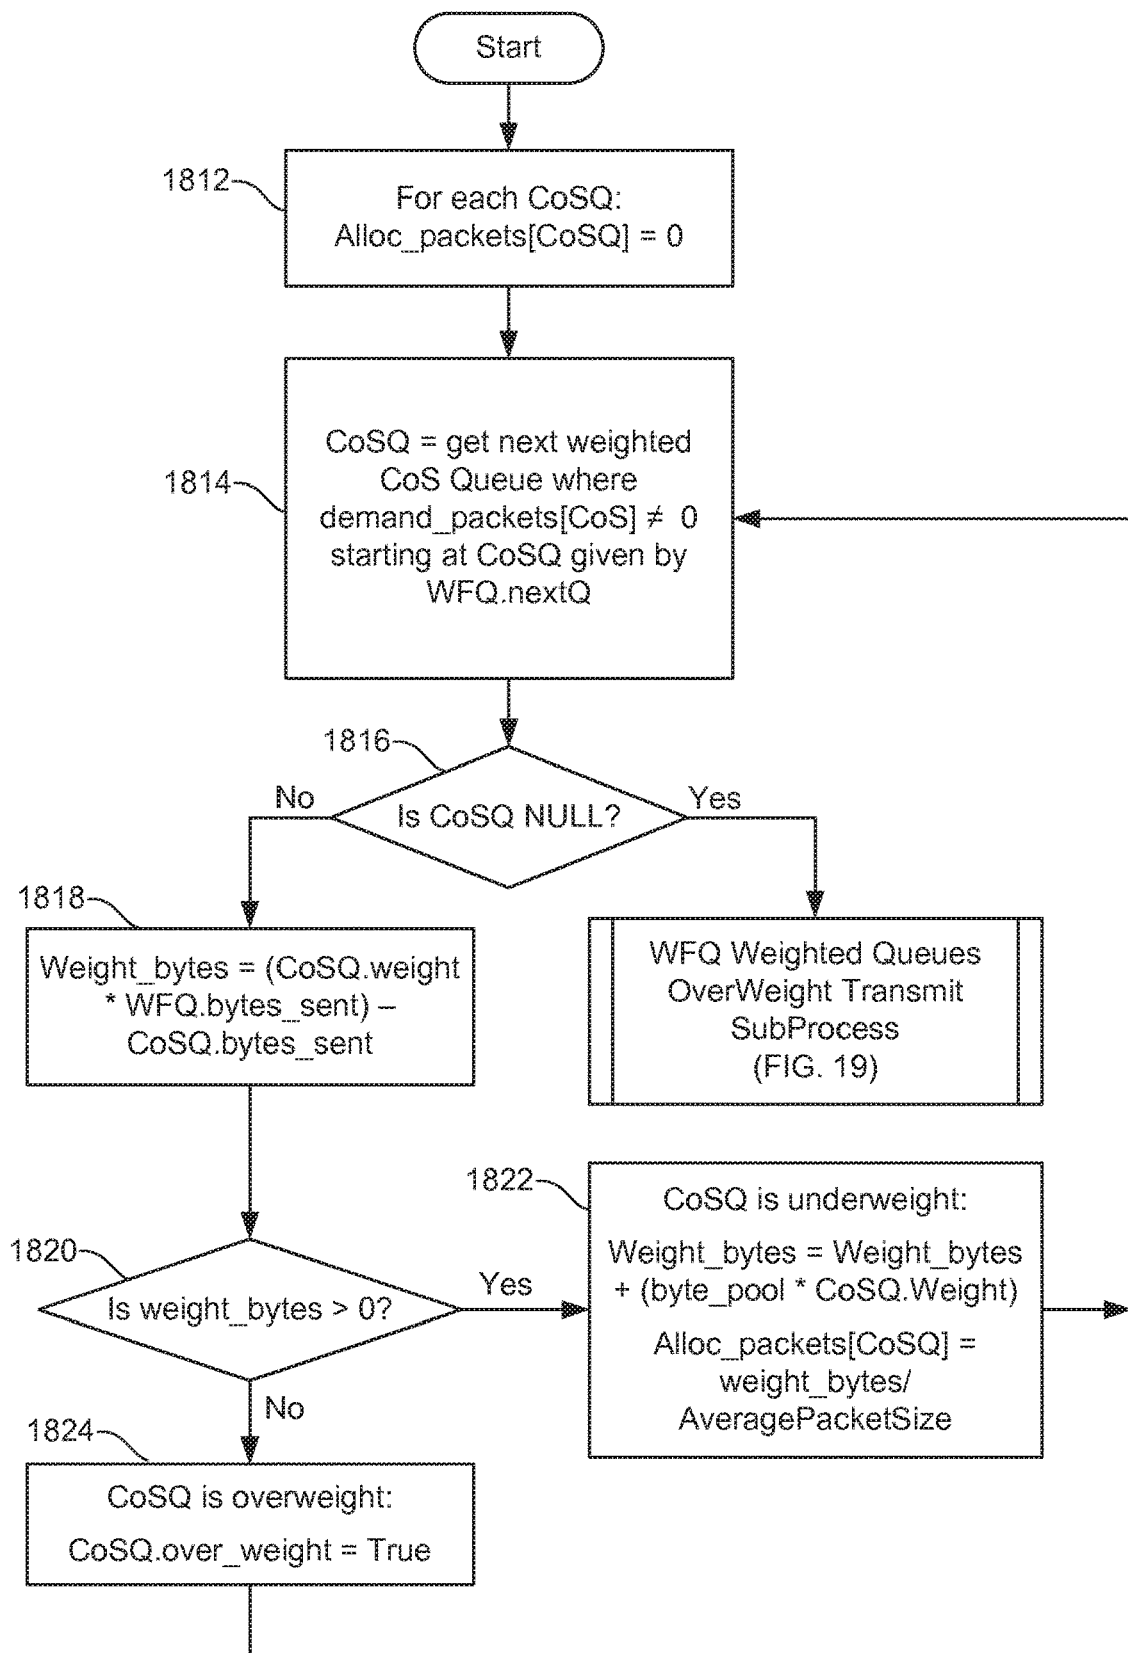 Start
1812
For each CoSQ:
Alloc_packets[CoSQ] = 0
1814
CoSQ = get next weighted
CoS Queue where
demand_packets[CoS] ≠ 0
starting at CoSQ given by
WFQ.nextQ
1816
Is CoSQ NULL?
No
Yes
1818
Weight_bytes = (CoSQ.weight
* WFQ.bytes_sent) –
CoSQ.bytes_sent
WFQ Weighted Queues
OverWeight Transmit
SubProcess
(FIG. 19)
1820
Is weight_bytes > 0?
Yes
No
1822
CoSQ is underweight:
Weight_bytes = Weight_bytes
+ (byte_pool * CoSQ.Weight)
Alloc_packets[CoSQ] =
weight_bytes/
AveragePacketSize
1824
CoSQ is overweight:
CoSQ.over_weight = True